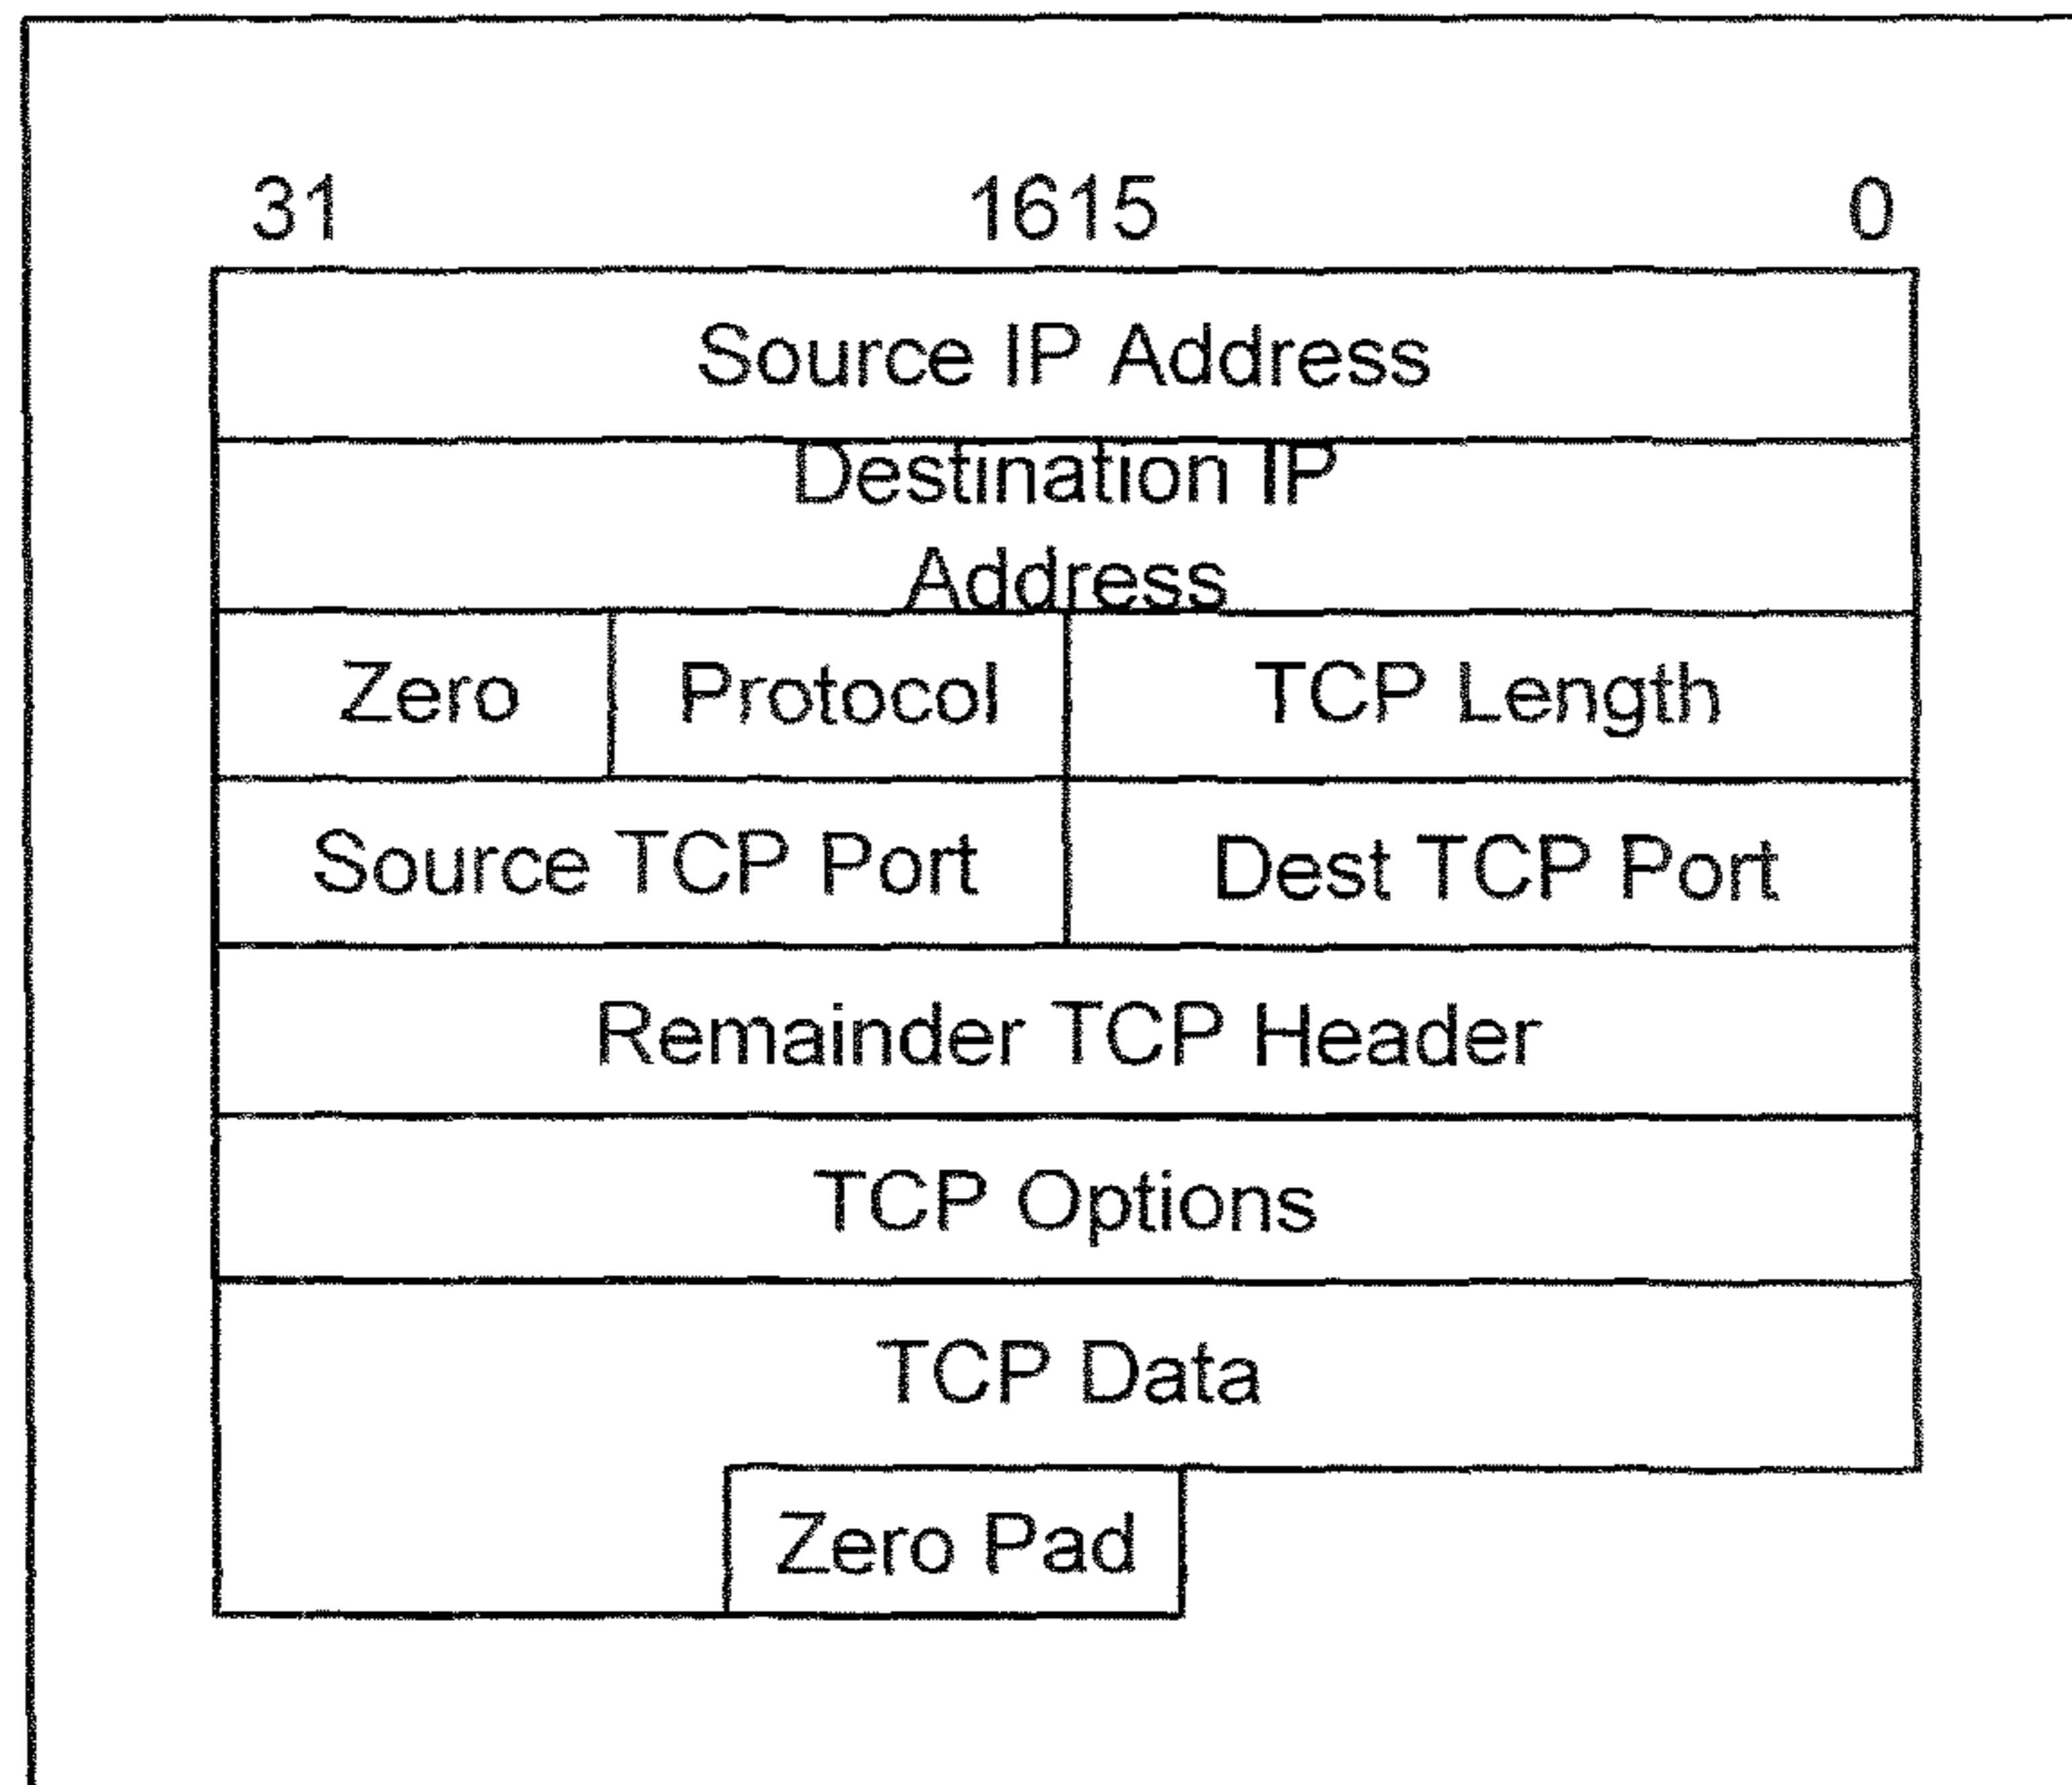 31 1615 0
Source IP Address
Destination IP
Address
Zero Protocol TCP Length
Source TCP Port Dest TCP Port
Remainder TCP Header
TCP Options
TCP Data
Zero Pad